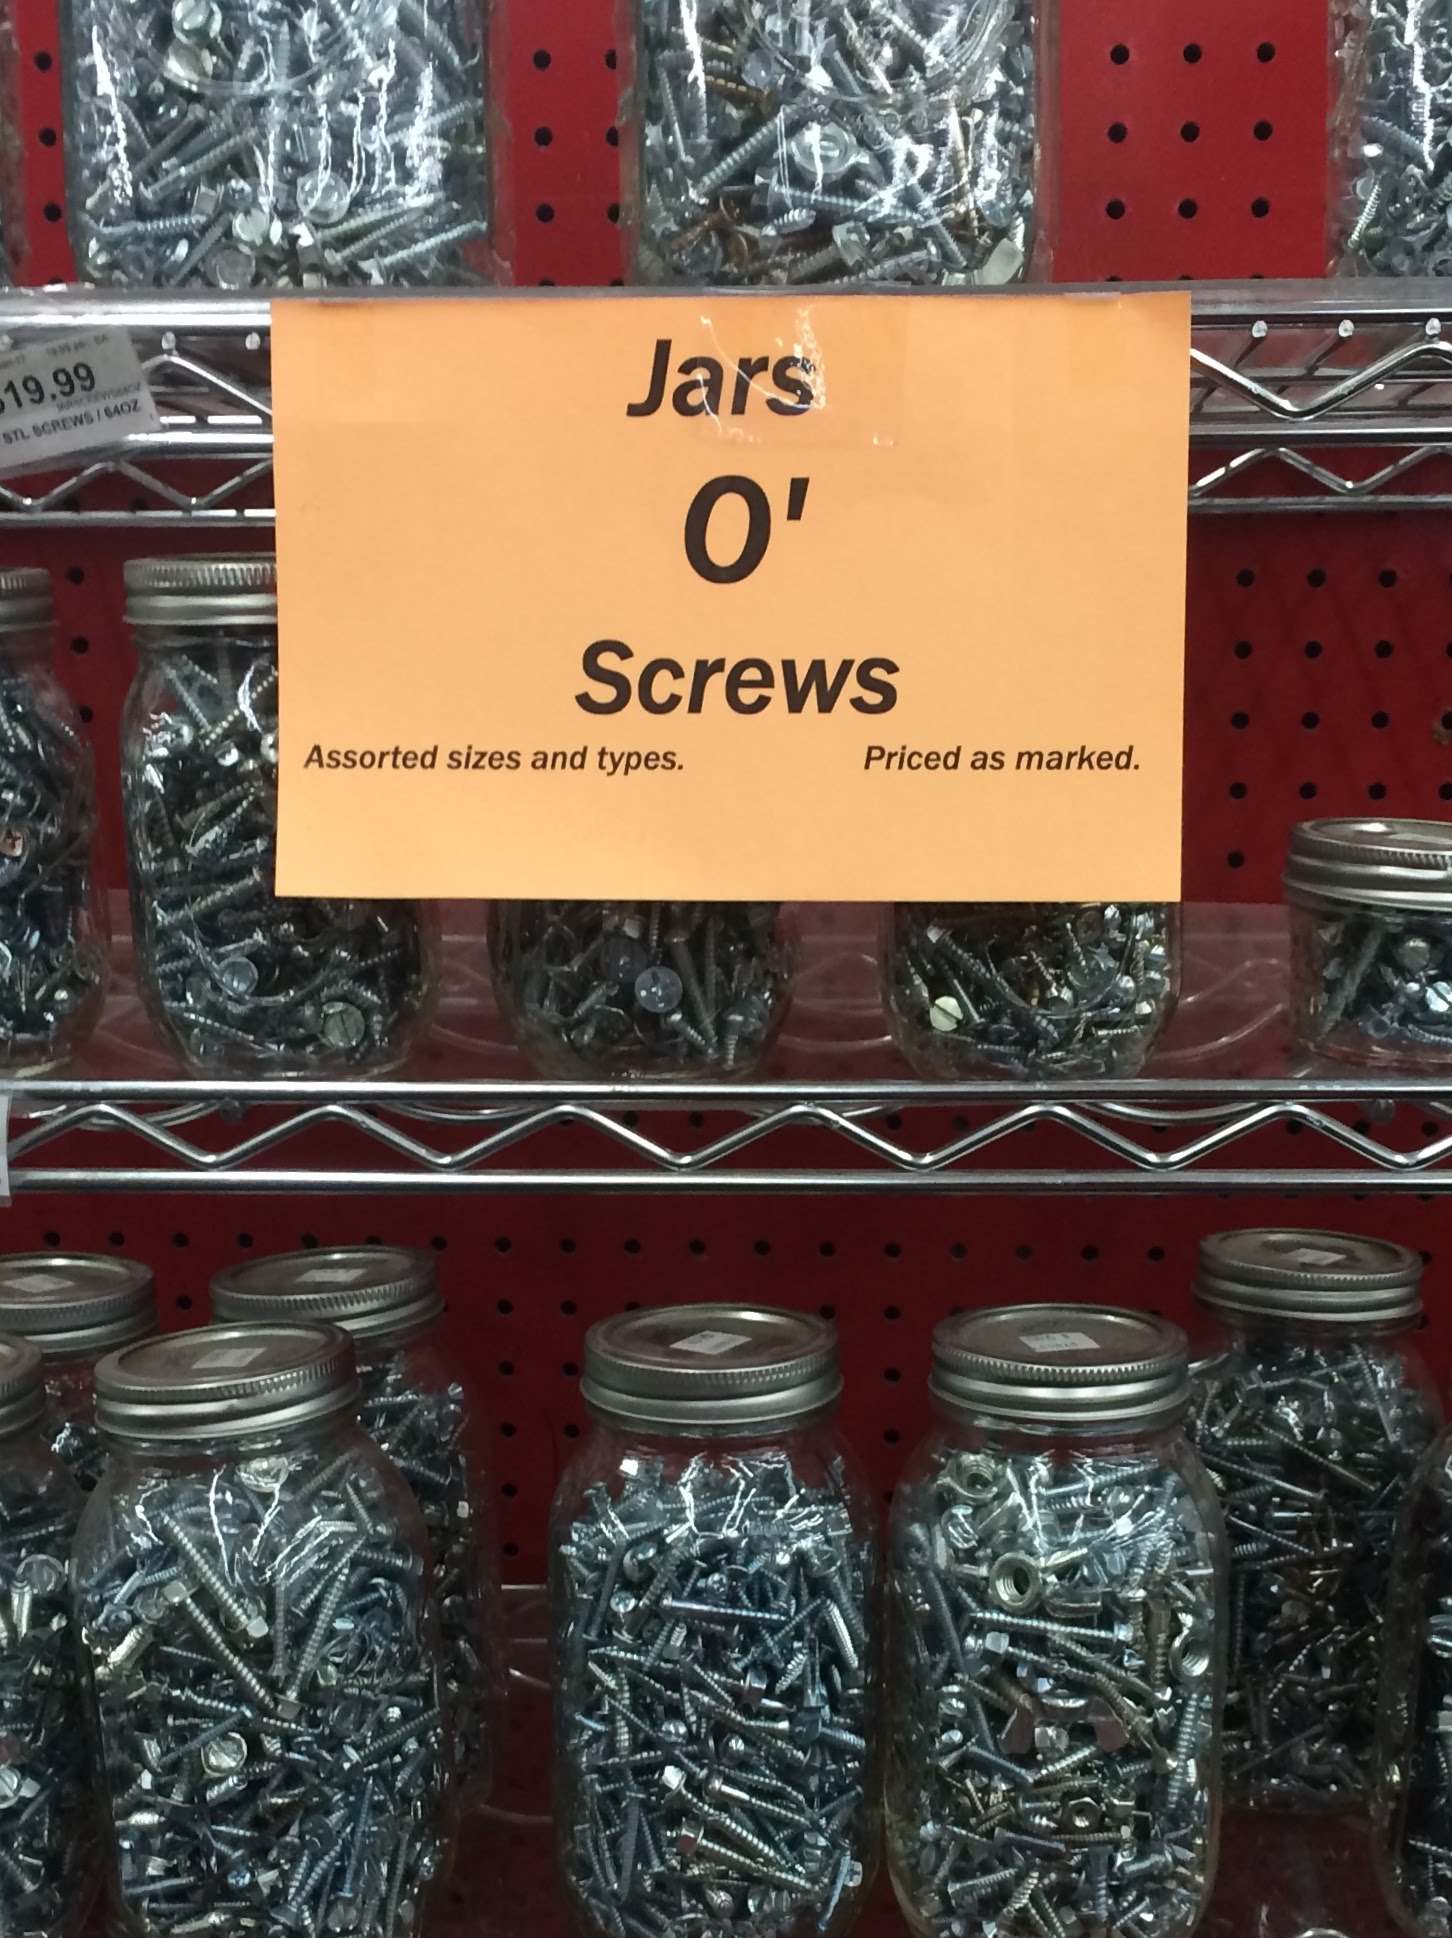 Jars
O'
Screws
Assorted sizes and types. Priced as marked.
$19.99
STL SCREWS / 64OZ